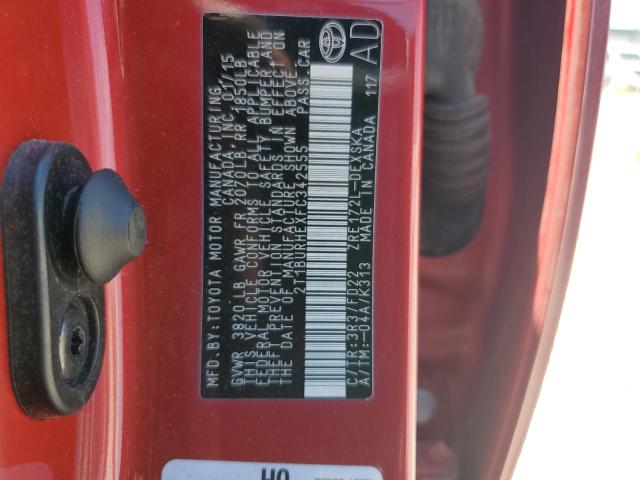 MFD.BY:TOYOTA MOTOR MANUFACTURING
CANADA, INC. 01/15
GVWR 3820LB GAWR FR 2070LB RR 1850LB
THIS VEHICLE CONFORMS TO ALL APPLICABLE
FEDERAL MOTOR VEHICLE SAFETY, BUMPER, AND
THEFT PREVENTION STANDARDS IN EFFECT ON
THE DATE OF MANUFACTURE SHOWN ABOVE.
2T1BURHEXFC342555 PASS.CAR
C/TR:3R3/FD22 ZRE172L-DEXSKA
A/TM:-04A/K313 MADE IN CANADA 117
AD
HO